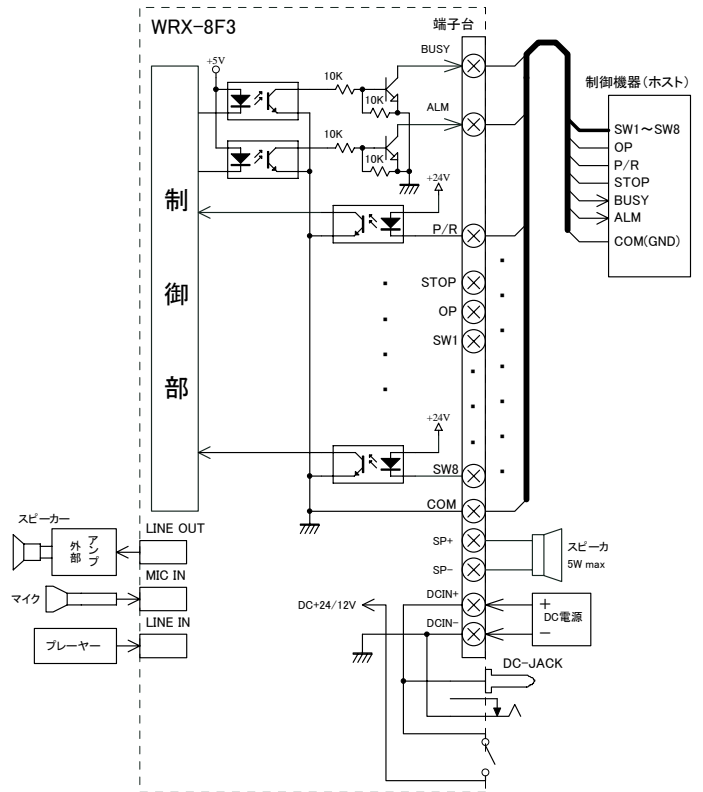 WRX-8F3
端子台
BUSY
+5V
10K
10K
ALM
10K
10K
+24V
P/R
STOP
OP
SW1
+24V
SW8
COM
SP+
SP-
DCIN+
DCIN-
DC+24/12V
DC-JACK
制御部
制御機器(ホスト)
SW1～SW8
OP
P/R
STOP
BUSY
ALM
COM(GND)
スピーカー
外部アンプ
LINE OUT
マイク
MIC IN
プレーヤー
LINE IN
スピーカ
5W max
+
DC電源
-